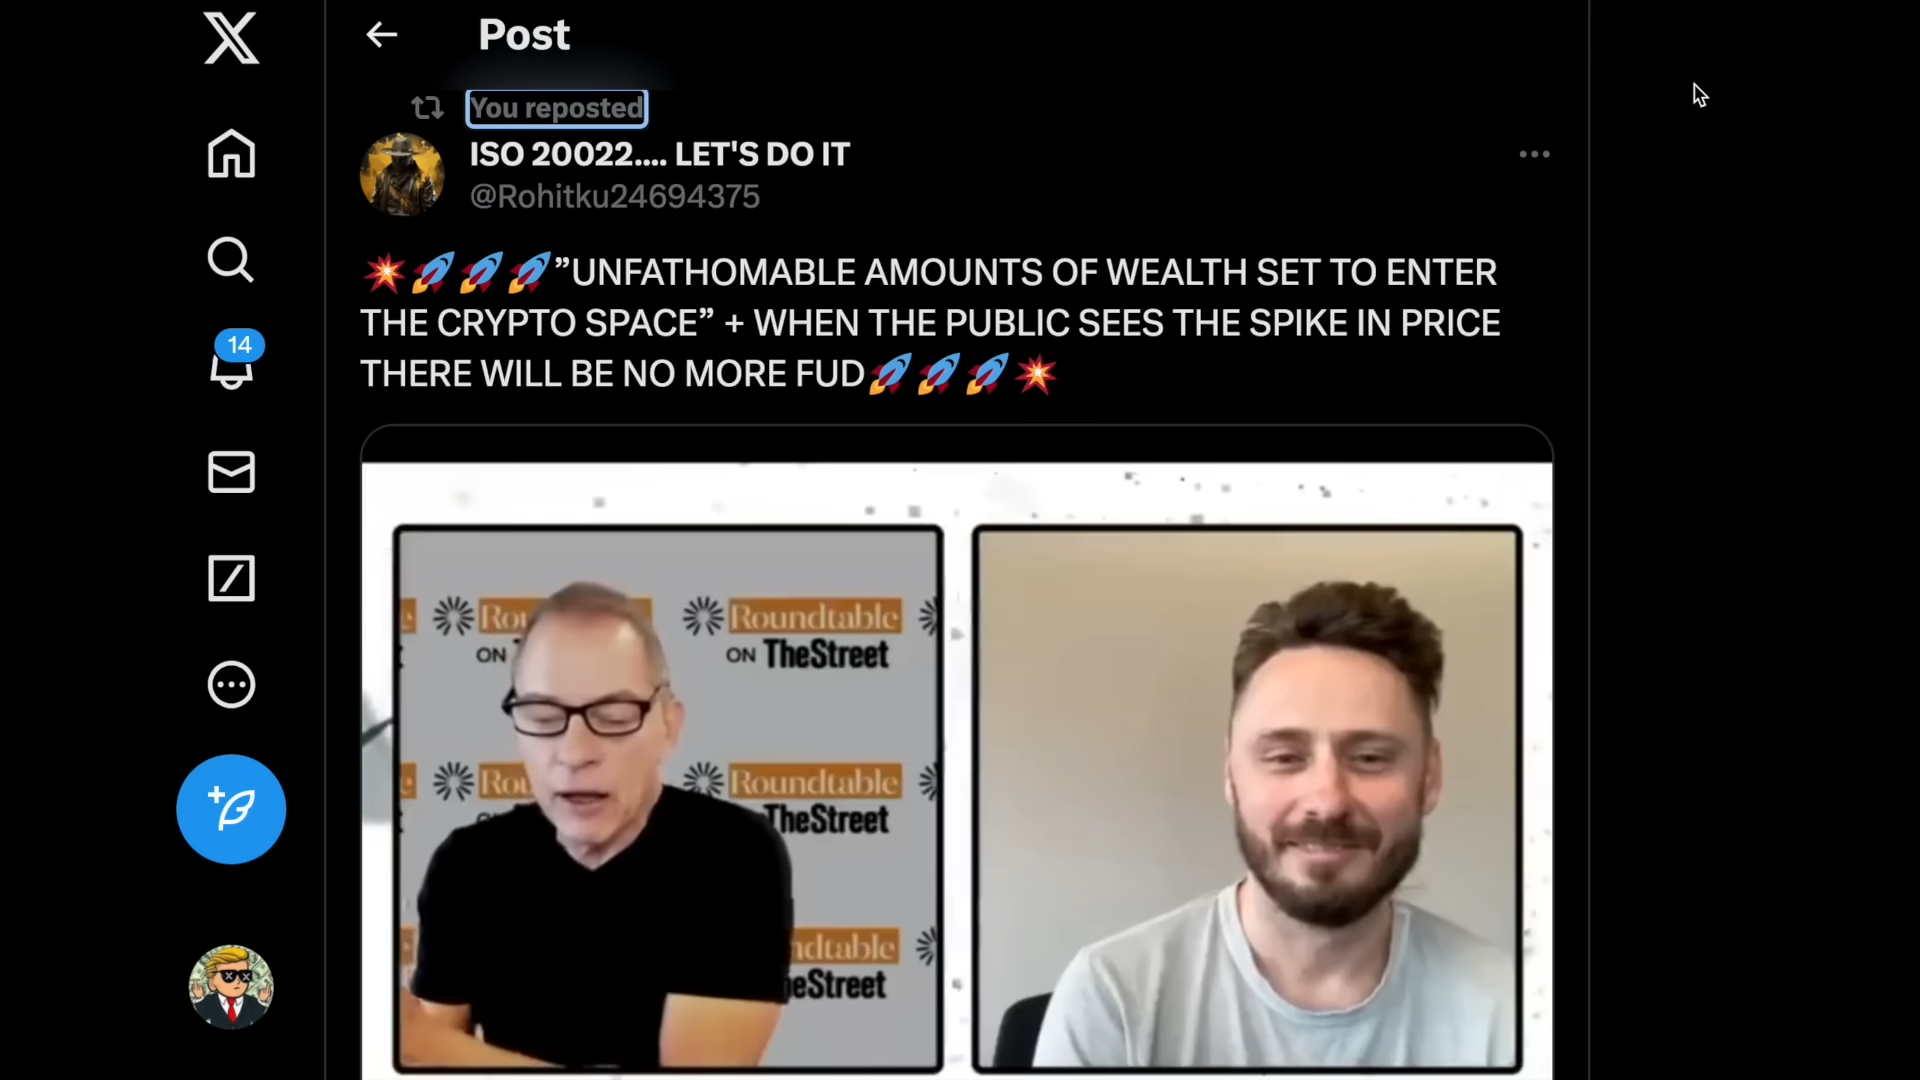 Post
You reposted
ISO 20022.... LET'S DO IT
@Rohitku24694375
💥🚀🚀🚀”UNFATHOMABLE AMOUNTS OF WEALTH SET TO ENTER
THE CRYPTO SPACE” + WHEN THE PUBLIC SEES THE SPIKE IN PRICE
THERE WILL BE NO MORE FUD🚀🚀🚀💥
14
Roundtable
ON TheStreet
Roundtable
TheStreet
ndtable
eStreet